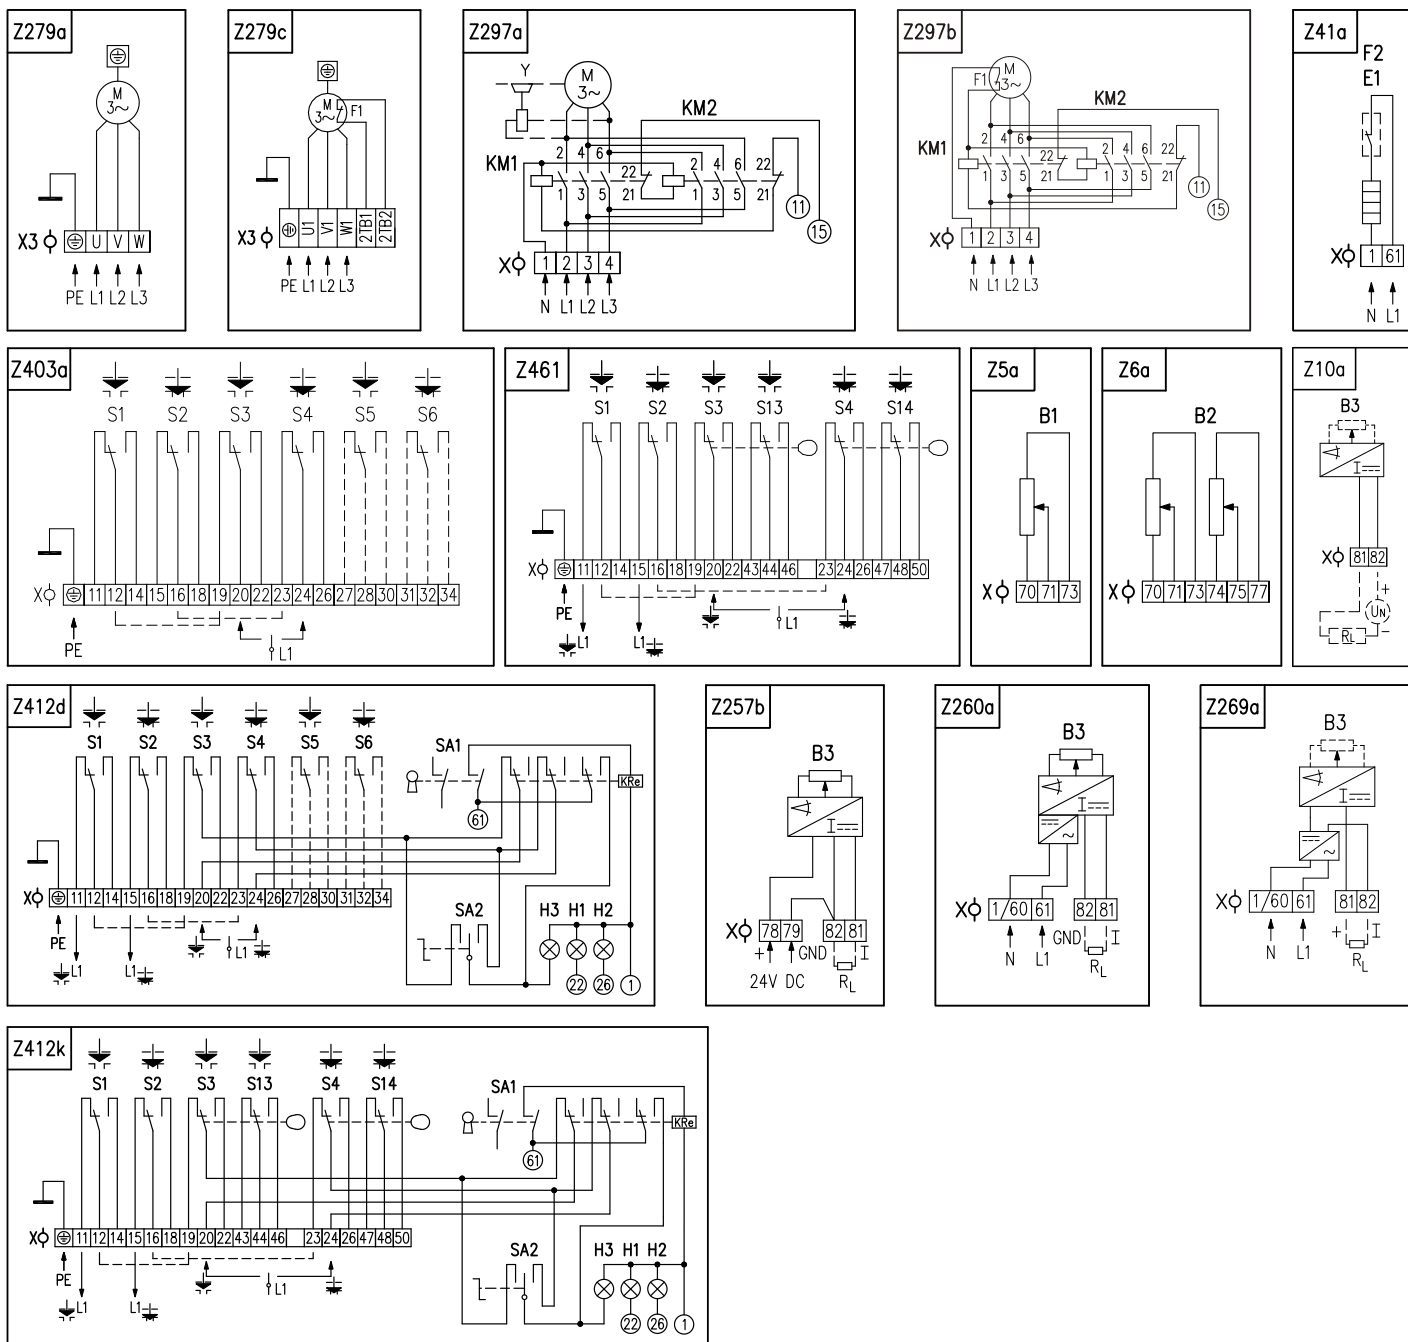 Z279a
M
3~
X3
U V W
PE L1 L2 L3
Z279c
M
3~ F1
X3
U1 V1 W1 2TB1 2TB2
PE L1 L2 L3
Z297a
Y
M
3~
KM2
KM1
2 4 6 22 2 4 6 22
1 3 5 21 1 3 5 21
11
15
X
1 2 3 4
N L1 L2 L3
Z297b
F1
M
3~
KM2
KM1
2 4 6 22 2 4 6 22
1 3 5 21 1 3 5 21
11
15
X
1 2 3 4
N L1 L2 L3
Z41a
F2
E1
X
1 61
N L1
Z403a
S1 S2 S3 S4 S5 S6
X
11 12 14 15 16 18 19 20 22 23 24 26 27 28 30 31 32 34
PE
L1
Z461
S1 S2 S3 S13 S4 S14
X
11 12 14 15 16 18 19 20 22 43 44 46 23 24 26 47 48 50
PE
L1 L1 L1
Z5a
B1
X
70 71 73
Z6a
B2
X
70 71 73 74 75 77
Z10a
B3
I
X
81 82
+
UN
RL
−
Z412d
S1 S2 S3 S4 S5 S6
SA1
KRe
61
X
11 12 14 15 16 18 19 20 22 23 24 26 27 28 30 31 32 34
PE
L1 L1 L1
SA2
H3 H1 H2
22 26 1
Z257b
B3
I
X
78 79 82 81
+ GND I
24V DC RL
Z260a
B3
I
~
X
1/60 61 82 81
N L1 GND I
RL
Z269a
B3
I
~
X
1/60 61 81 82
N L1 + I
RL
Z412k
S1 S2 S3 S13 S4 S14
SA1
KRe
61
X
11 12 14 15 16 18 19 20 22 43 44 46 23 24 26 47 48 50
PE
L1 L1 L1
SA2
H3 H1 H2
22 26 1